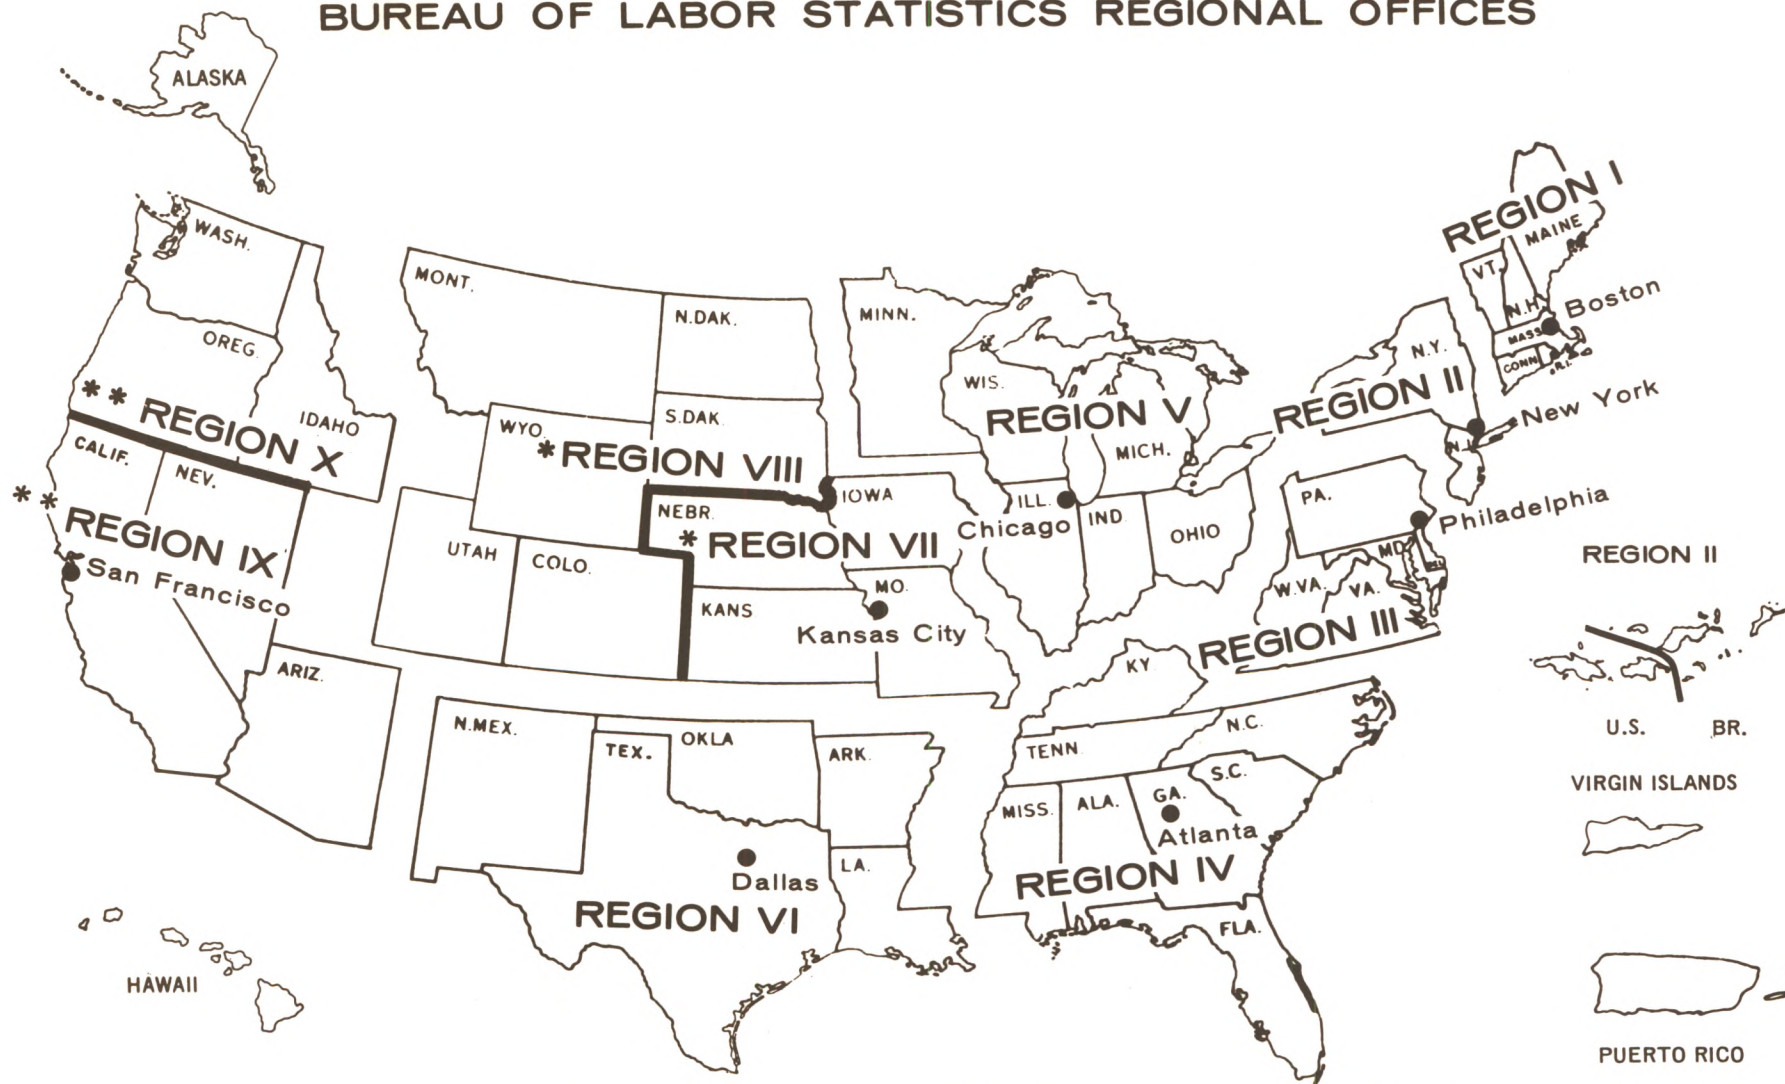 BUREAU OF LABOR STATISTICS REGIONAL OFFICES
ALASKA
REGION I
MAINE
WASH.
VT.
MONT.
Boston
N.H.
N.DAK.
MINN.
OREG.
MASS
N.Y.
CONN
R.I.
WIS.
REGION II
New York
** REGION X
IDAHO
S.DAK.
WYO.
REGION V
N.J.
CALIF.
NEV.
*REGION VIII
MICH.
IOWA
PA.
ILL.
Philadelphia
**
REGION IX
NEBR.
* REGION VII
Chicago
IND.
OHIO
MD.
REGION II
UTAH
COLO.
San Francisco
MO.
W.VA.
VA.
DEL.
KANS
Kansas City
REGION III
KY.
ARIZ.
N.MEX.
TEX.
OKLA
ARK.
TENN.
N.C.
U.S.
BR.
S.C.
VIRGIN ISLANDS
MISS.
ALA.
GA.
Atlanta
LA.
Dallas
REGION IV
REGION VI
FLA.
HAWAII
PUERTO RICO